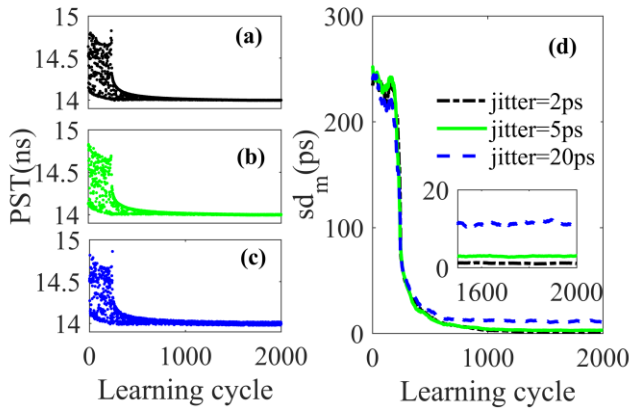 15
14.5
14
(a)
PST(ns)
15
14.5
14
(b)
15
14.5
14
(c)
0
1000
2000
Learning cycle
300
200
100
0
sd_m(ps)
(d)
jitter=2ps
jitter=5ps
jitter=20ps
20
0
1600
2000
0
1000
2000
Learning cycle